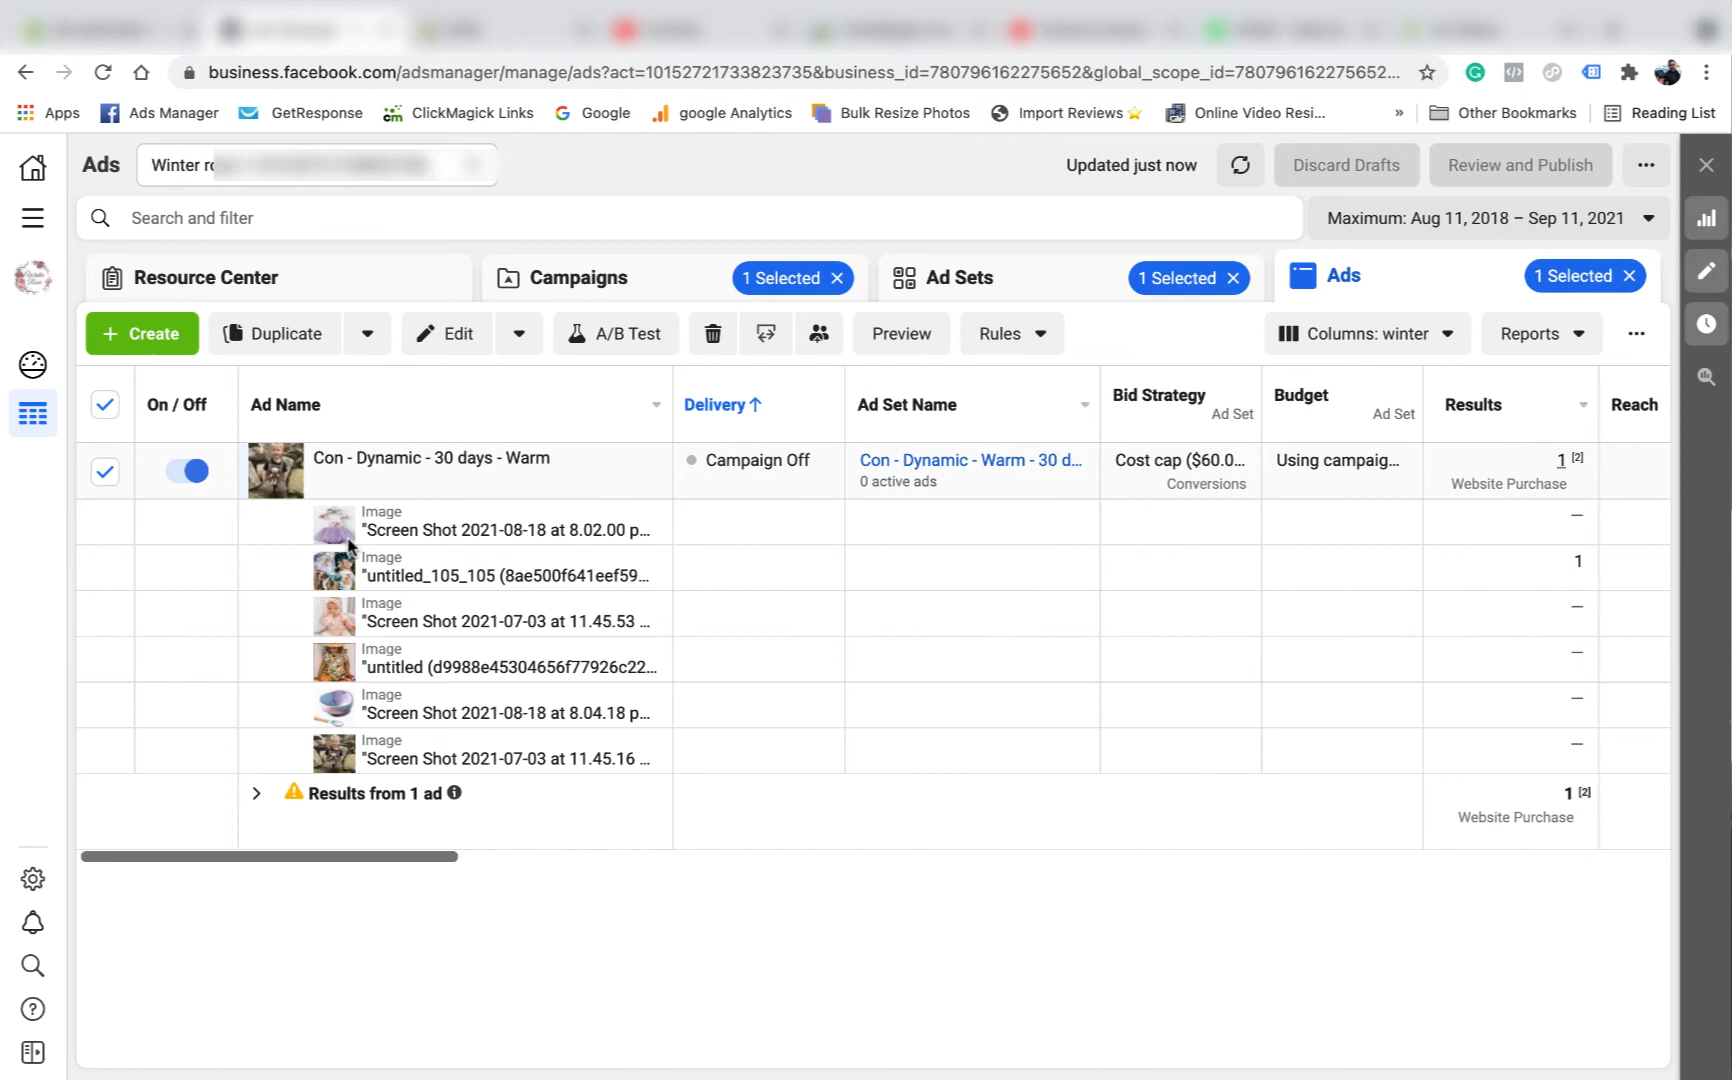 business.facebook.com/adsmanager/manage/ads?act=10152721733823735&business_id=780796162275652&global_scope_id=780796162275652...
Apps
Ads Manager
GetResponse
ClickMagick Links
Google
google Analytics
Bulk Resize Photos
Import Reviews
Online Video Resi...
»
Other Bookmarks
Reading List
Ads
Winter
Updated just now
Discard Drafts
Review and Publish
Search and filter
Maximum: Aug 11, 2018 – Sep 11, 2021
Resource Center
Campaigns
1 Selected
Ad Sets
1 Selected
Ads
1 Selected
+ Create
Duplicate
Edit
A/B Test
Preview
Rules
Columns: winter
Reports
On / Off
Ad Name
Delivery ↑
Ad Set Name
Bid Strategy
Ad Set
Budget
Ad Set
Results
Reach
Con - Dynamic - 30 days - Warm
Campaign Off
Con - Dynamic - Warm - 30 d...
0 active ads
Cost cap ($60.0...
Conversions
Using campaig...
1 [2]
Website Purchase
Image
"Screen Shot 2021-08-18 at 8.02.00 p...
—
Image
"untitled_105_105 (8ae500f641eef59...
1
Image
"Screen Shot 2021-07-03 at 11.45.53 ...
—
Image
"untitled (d9988e45304656f77926c22...
—
Image
"Screen Shot 2021-08-18 at 8.04.18 p...
—
Image
"Screen Shot 2021-07-03 at 11.45.16 ...
—
Results from 1 ad
1 [2]
Website Purchase